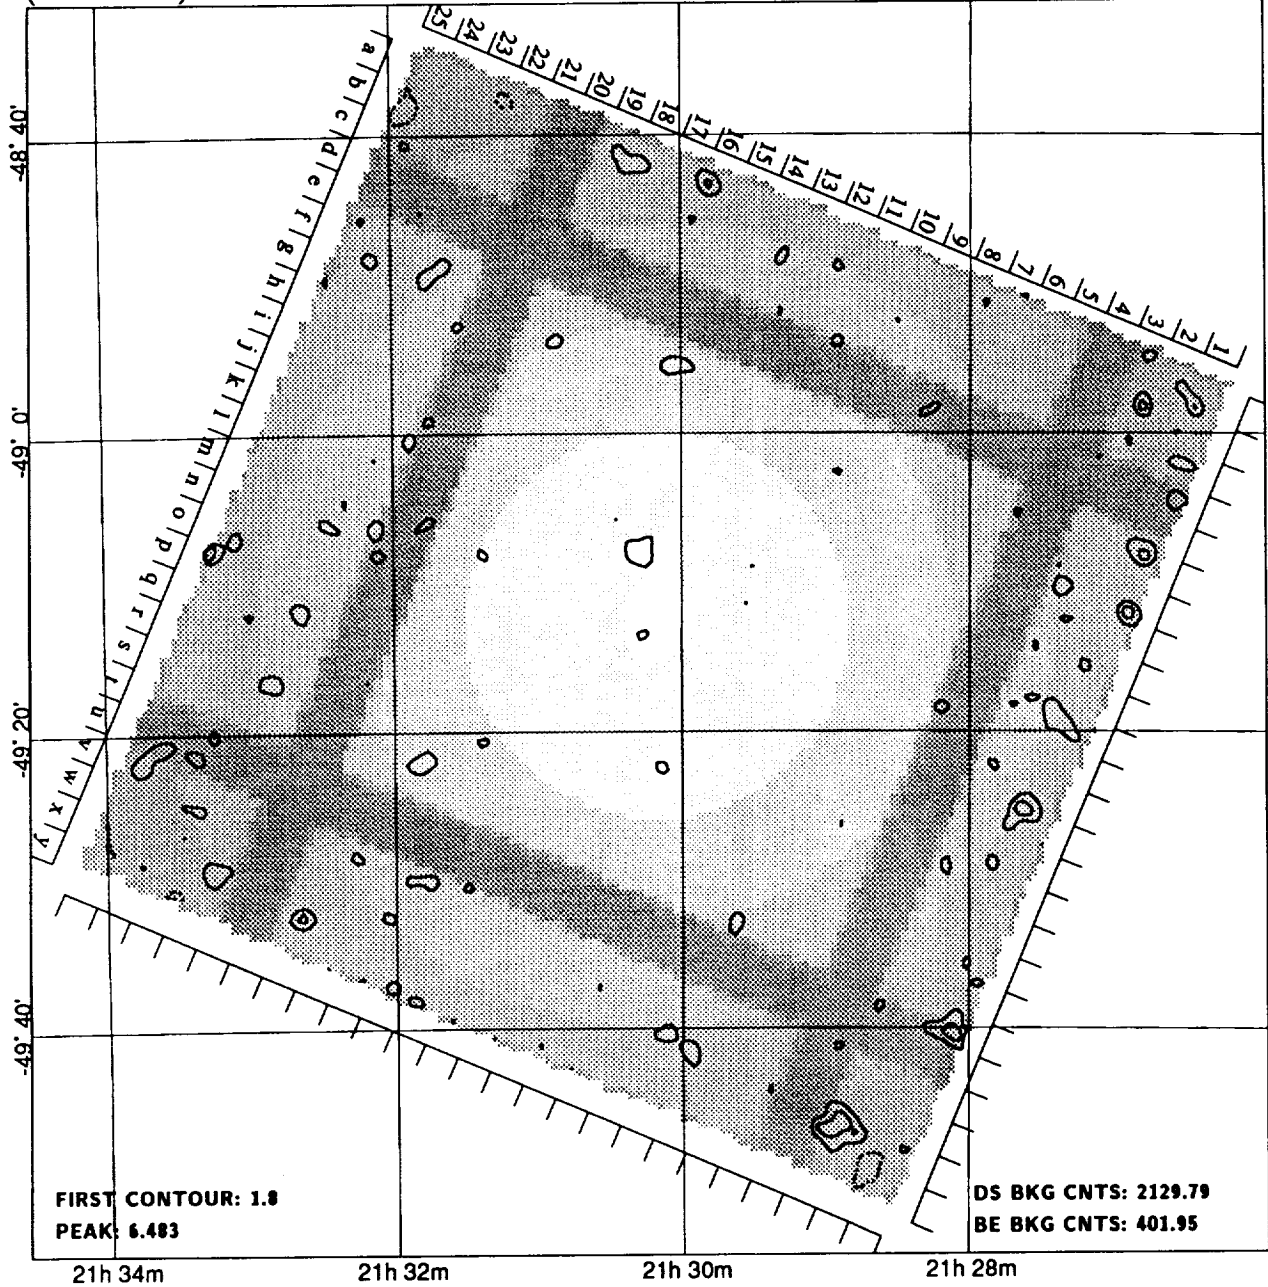 25 24 23 22 21 20 19 18 17 16 15 14 13 12 11 10 9 8 7 6 5 4 3 2 1
a b c d e f g h i j k l m n o p q r s t u v w x y
-48° 40'
-49° 0'
-49° 20'
-49° 40'
FIRST CONTOUR: 1.8
PEAK: 6.483
DS BKG CNTS: 2129.79
BE BKG CNTS: 401.95
21h 34m 21h 32m 21h 30m 21h 28m